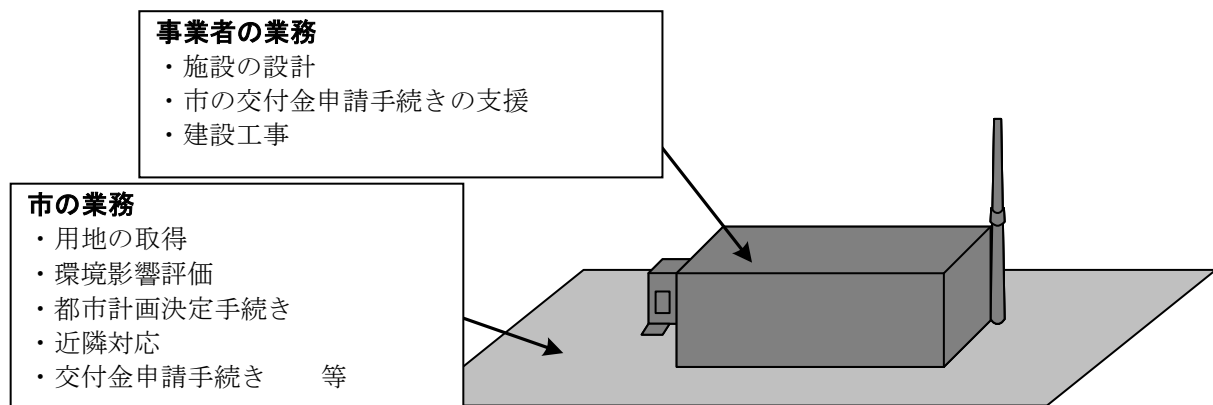 事業者の業務
・施設の設計
・市の交付金申請手続きの支援
・建設工事
市の業務
・用地の取得
・環境影響評価
・都市計画決定手続き
・近隣対応
・交付金申請手続き　　等